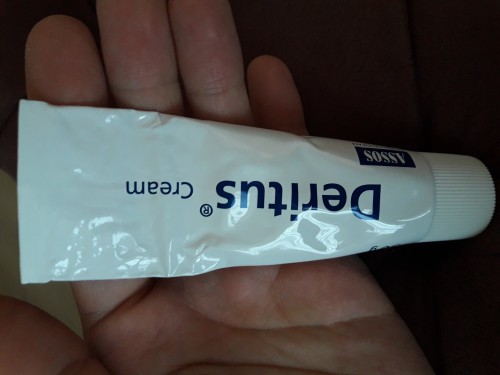 ASSOS
Deritus®
Cream
g